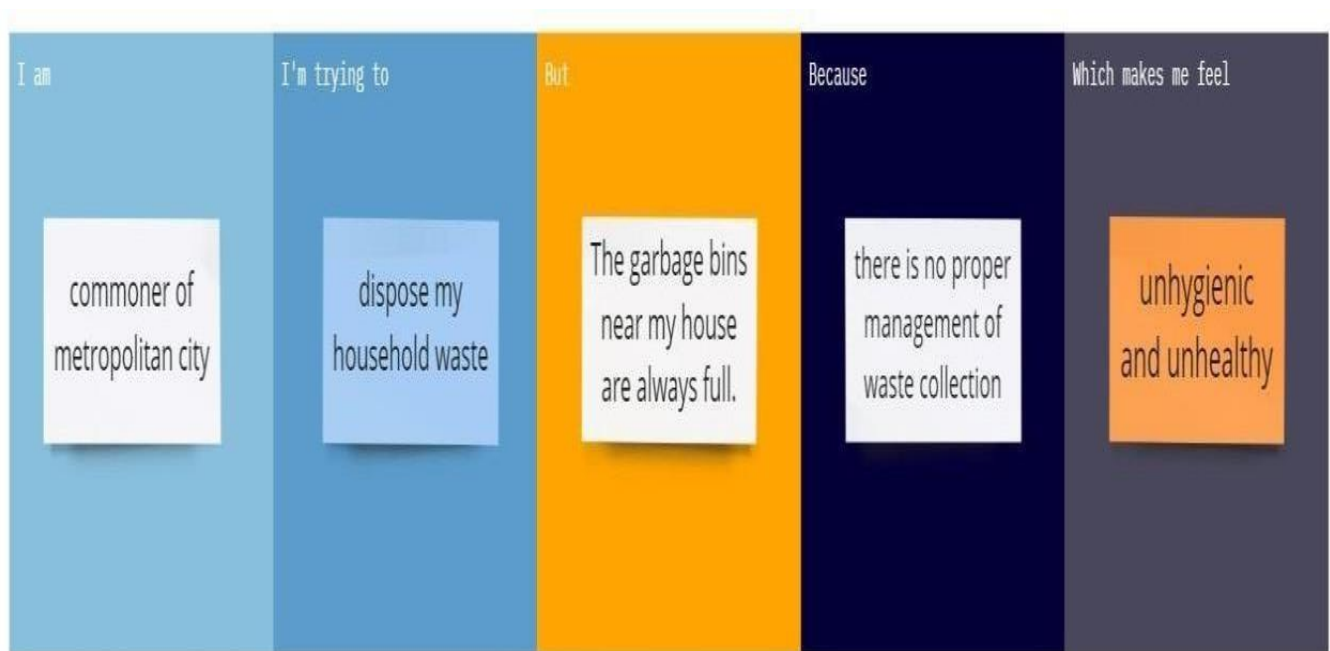 I am
commoner of
metropolitan city
I'm trying to
dispose my
household waste
But
The garbage bins
near my house
are always full.
Because
there is no proper
management of
waste collection
Which makes me feel
unhygienic
and unhealthy